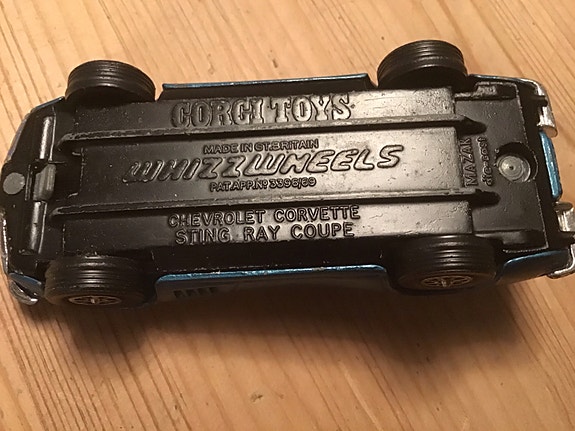 CORGI TOYS
MADE IN GT. BRITAIN
WHIZZWHEELS
PAT. APP. No 3396/69
CHEVROLET CORVETTE
STING RAY COUPE
MAZAK